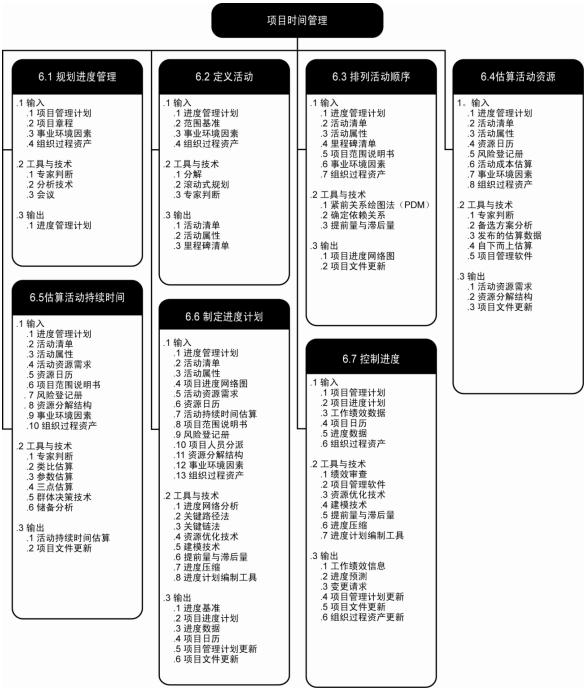 项目时间管理
6.1 规划进度管理
.1 输入
.1 项目管理计划
.2 项目章程
.3 事业环境因素
.4 组织过程资产
.2 工具与技术
.1 专家判断
.2 分析技术
.3 会议
.3 输出
.1 进度管理计划
6.2 定义活动
.1 输入
.1 进度管理计划
.2 范围基准
.3 事业环境因素
.4 组织过程资产
.2 工具与技术
.1 分解
.2 滚动式规划
.3 专家判断
.3 输出
.1 活动清单
.2 活动属性
.3 里程碑清单
6.3 排列活动顺序
.1 输入
.1 进度管理计划
.2 活动清单
.3 活动属性
.4 里程碑清单
.5 项目范围说明书
.6 事业环境因素
.7 组织过程资产
.2 工具与技术
.1 紧前关系绘图法（PDM）
.2 确定依赖关系
.3 提前量与滞后量
.3 输出
.1 项目进度网络图
.2 项目文件更新
6.4估算活动资源
1。输入
.1 进度管理计划
.2 活动清单
.3 活动属性
.4 资源日历
.5 风险登记册
.6 活动成本估算
.7 事业环境因素
.8 组织过程资产
.2 工具与技术
.1 专家判断
.2 备选方案分析
.3 发布的估算数据
.4 自下而上估算
.5 项目管理软件
.3 输出
.1 活动资源需求
.2 资源分解结构
.3 项目文件更新
6.5估算活动持续时间
.1 输入
.1 进度管理计划
.2 活动清单
.3 活动属性
.4 活动资源需求
.5 资源日历
.6 项目范围说明书
.7 风险登记册
.8 资源分解结构
.9 事业环境因素
.10 组织过程资产
.2 工具与技术
.1 专家判断
.2 类比估算
.3 参数估算
.4 三点估算
.5 群体决策技术
.6 储备分析
.3 输出
.1 活动持续时间估算
.2 项目文件更新
6.6 制定进度计划
.1 输入
.1 进度管理计划
.2 活动清单
.3 活动属性
.4 项目进度网络图
.5 活动资源需求
.6 资源日历
.7 活动持续时间估算
.8 项目范围说明书
.9 风险登记册
.10 项目人员分派
.11 资源分解结构
.12 事业环境因素
.13 组织过程资产
.2 工具与技术
.1 进度网络分析
.2 关键路径法
.3 关键链法
.4 资源优化技术
.5 建模技术
.6 提前量与滞后量
.7 进度压缩
.8 进度计划编制工具
.3 输出
.1 进度基准
.2 项目进度计划
.3 进度数据
.4 项目日历
.5 项目管理计划更新
.6 项目文件更新
6.7 控制进度
.1 输入
.1 项目管理计划
.2 项目进度计划
.3 工作绩效数据
.4 项目日历
.5 进度数据
.6 组织过程资产
.2 工具与技术
.1 绩效审查
.2 项目管理软件
.3 资源优化技术
.4 建模技术
.5 提前量与滞后量
.6 进度压缩
.7 进度计划编制工具
.3 输出
.1 工作绩效信息
.2 进度预测
.3 变更请求
.4 项目管理计划更新
.5 项目文件更新
.6 组织过程资产更新